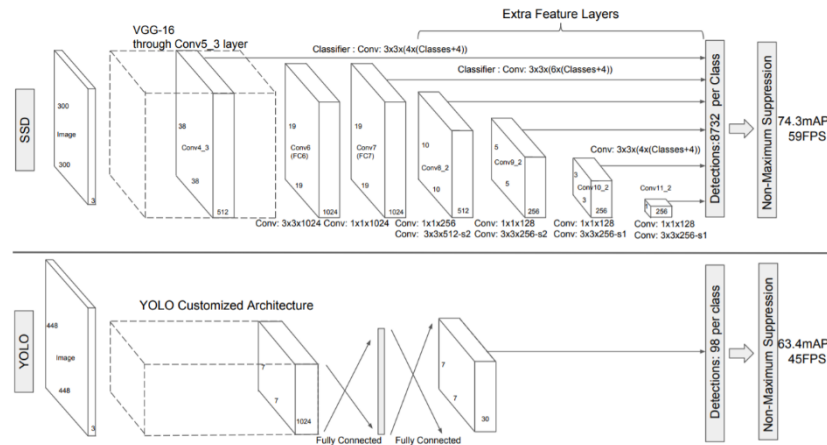 Extra Feature Layers
VGG-16
through Conv5_3 layer
Classifier : Conv: 3x3x(4x(Classes+4))
Classifier : Conv: 3x3x(6x(Classes+4))
SSD
300
Image
300
3
38
Conv4_3
38
512
19
Conv6
(FC6)
19
1024
19
Conv7
(FC7)
19
1024
10
Conv8_2
10
512
5
Conv9_2
5
256
Conv: 3x3x(4x(Classes+4))
3
Conv10_2
3
256
Conv11_2
256
Conv: 3x3x1024
Conv: 1x1x1024
Conv: 1x1x256
Conv: 3x3x512-s2
Conv: 1x1x128
Conv: 3x3x256-s2
Conv: 1x1x128
Conv: 3x3x256-s1
Conv: 1x1x128
Conv: 3x3x256-s1
Detections:8732 per Class
Non-Maximum Suppression
74.3mAP
59FPS
YOLO
448
Image
448
3
YOLO Customized Architecture
7
7
1024
Fully Connected
Fully Connected
7
7
30
Detections: 98 per class
Non-Maximum Suppression
63.4mAP
45FPS